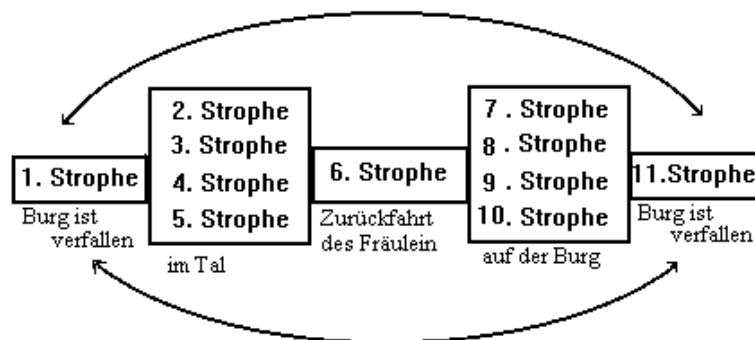 1. Strophe
Burg ist
verfallen
2. Strophe
3. Strophe
4. Strophe
5. Strophe
im Tal
6. Strophe
Zurückfahrt
des Fräulein
7 . Strophe
8 . Strophe
9 . Strophe
10. Strophe
auf der Burg
11.Strophe
Burg ist
verfallen